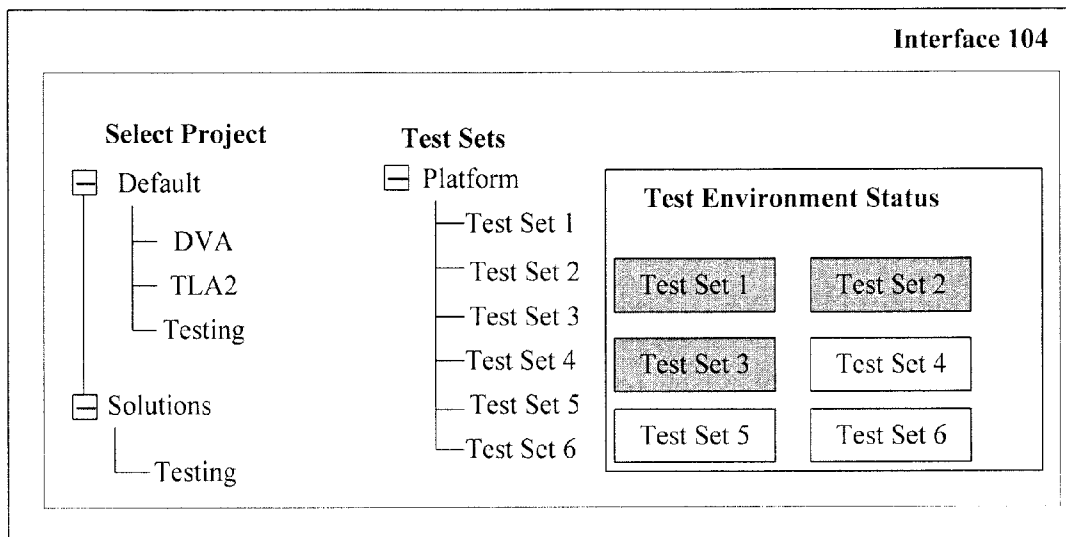 Interface 104
Select Project
Default
DVA
TLA2
Testing
Solutions
Testing
Test Sets
Platform
Test Set 1
Test Set 2
Test Set 3
Test Set 4
Test Set 5
Test Set 6
Test Environment Status
Test Set 1
Test Set 2
Test Set 3
Test Set 4
Test Set 5
Test Set 6